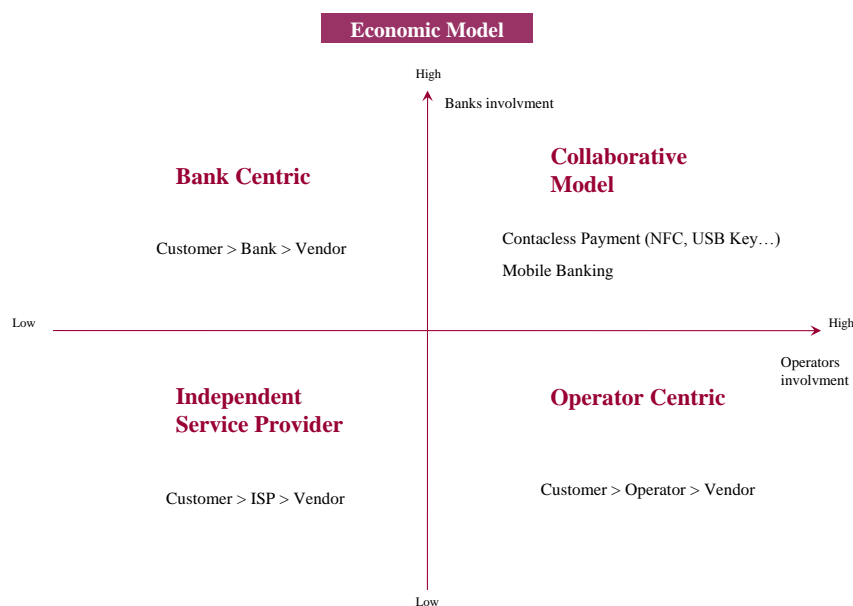 Economic Model
High
Banks involvment
Bank Centric
Collaborative
Model
Customer > Bank > Vendor
Contacless Payment (NFC, USB Key…)
Mobile Banking
Low
High
Operators
involvment
Independent
Service Provider
Operator Centric
Customer > ISP > Vendor
Customer > Operator > Vendor
Low